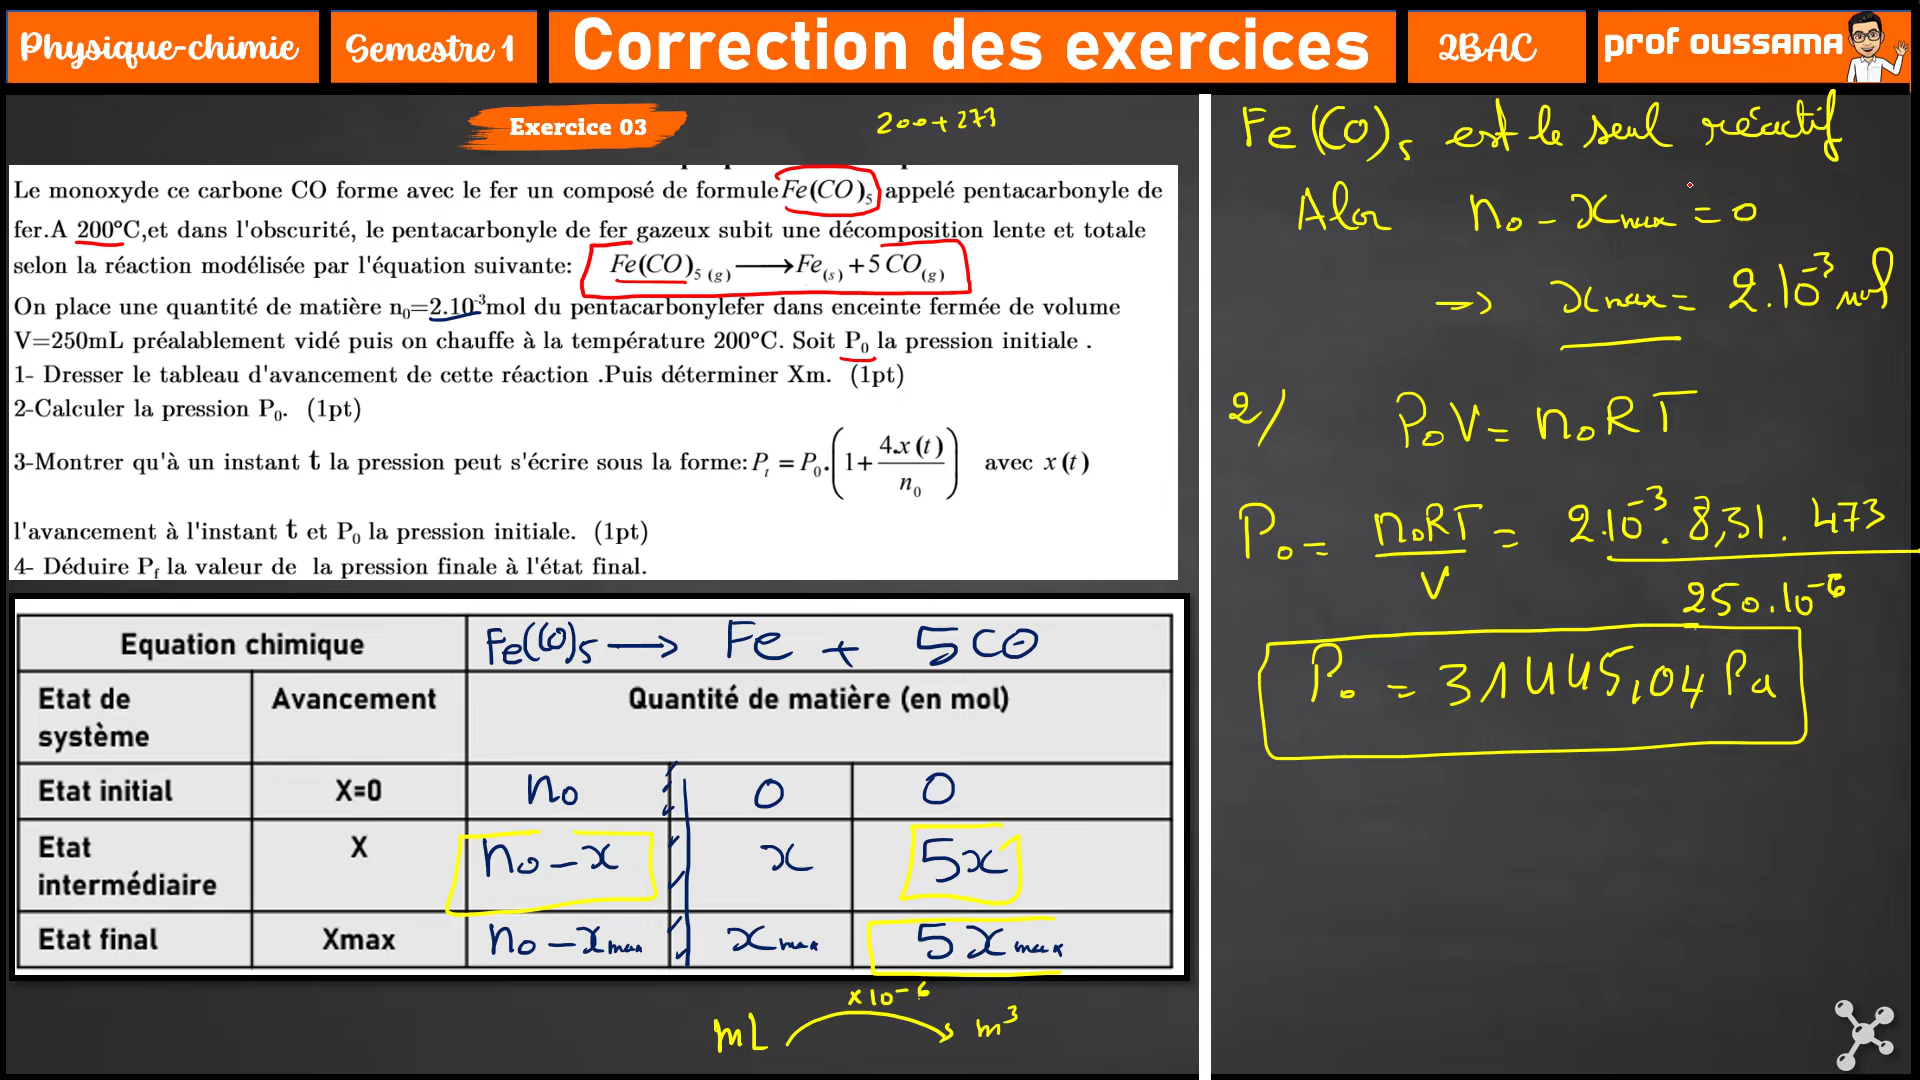 Physique-chimie
Semestre 1
Correction des exercices
2BAC
prof OUSSAMA
Exercice 03
200+273
Le monoxyde ce carbone CO forme avec le fer un composé de formule Fe(CO)₅ appelé pentacarbonyle de
fer.A 200°C,et dans l'obscurité, le pentacarbonyle de fer gazeux subit une décomposition lente et totale
selon la réaction modélisée par l'équation suivante: Fe(CO)₅ (g) ⟶ Fe(s) + 5 CO(g)
On place une quantité de matière n₀=2.10⁻³mol du pentacarbonylefer dans enceinte fermée de volume
V=250mL préalablement vidé puis on chauffe à la température 200°C. Soit P₀ la pression initiale .
1- Dresser le tableau d'avancement de cette réaction .Puis déterminer Xm. (1pt)
2-Calculer la pression P₀. (1pt)
3-Montrer qu'à un instant t la pression peut s'écrire sous la forme: Pₜ = P₀.(1+ 4.x(t)/n₀) avec x(t)
l'avancement à l'instant t et P₀ la pression initiale. (1pt)
4- Déduire Pf la valeur de la pression finale à l'état final.
Equation chimique Fe(CO)₅ ⟶ Fe + 5CO
Etat de système Avancement Quantité de matière (en mol)
Etat initial X=0 n₀ 0 0
Etat intermédiaire X n₀-x x 5x
Etat final Xmax n₀-xmax xmax 5xmax
x10⁻⁶
mL m³
Fe(CO)₅ est le seul réactif
Alor n₀-xmax=0
=> xmax= 2.10⁻³mol
2/ P₀V= n₀RT
P₀= n₀RT/V = 2.10⁻³.8,31.473/250.10⁻⁶
P₀ = 31445,04 Pa